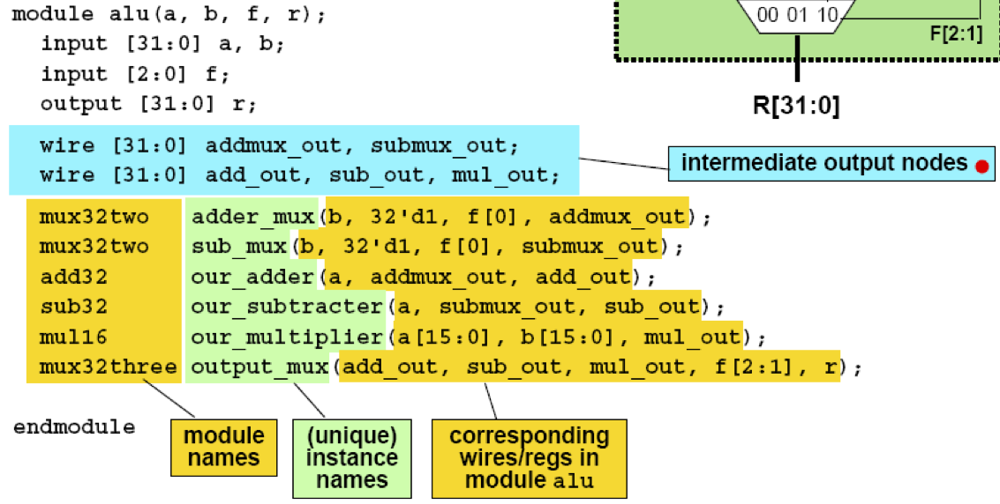 module alu(a, b, f, r);
input [31:0] a, b;
input [2:0] f;
output [31:0] r;
wire [31:0] addmux_out, submux_out;
wire [31:0] add_out, sub_out, mul_out;
mux32two adder_mux(b, 32'd1, f[0], addmux_out);
mux32two sub_mux(b, 32'd1, f[0], submux_out);
add32 our_adder(a, addmux_out, add_out);
sub32 our_subtracter(a, submux_out, sub_out);
mul16 our_multiplier(a[15:0], b[15:0], mul_out);
mux32three output_mux(add_out, sub_out, mul_out, f[2:1], r);
endmodule
00 01 10
F[2:1]
R[31:0]
intermediate output nodes
module
names
(unique)
instance
names
corresponding
wires/regs in
module alu